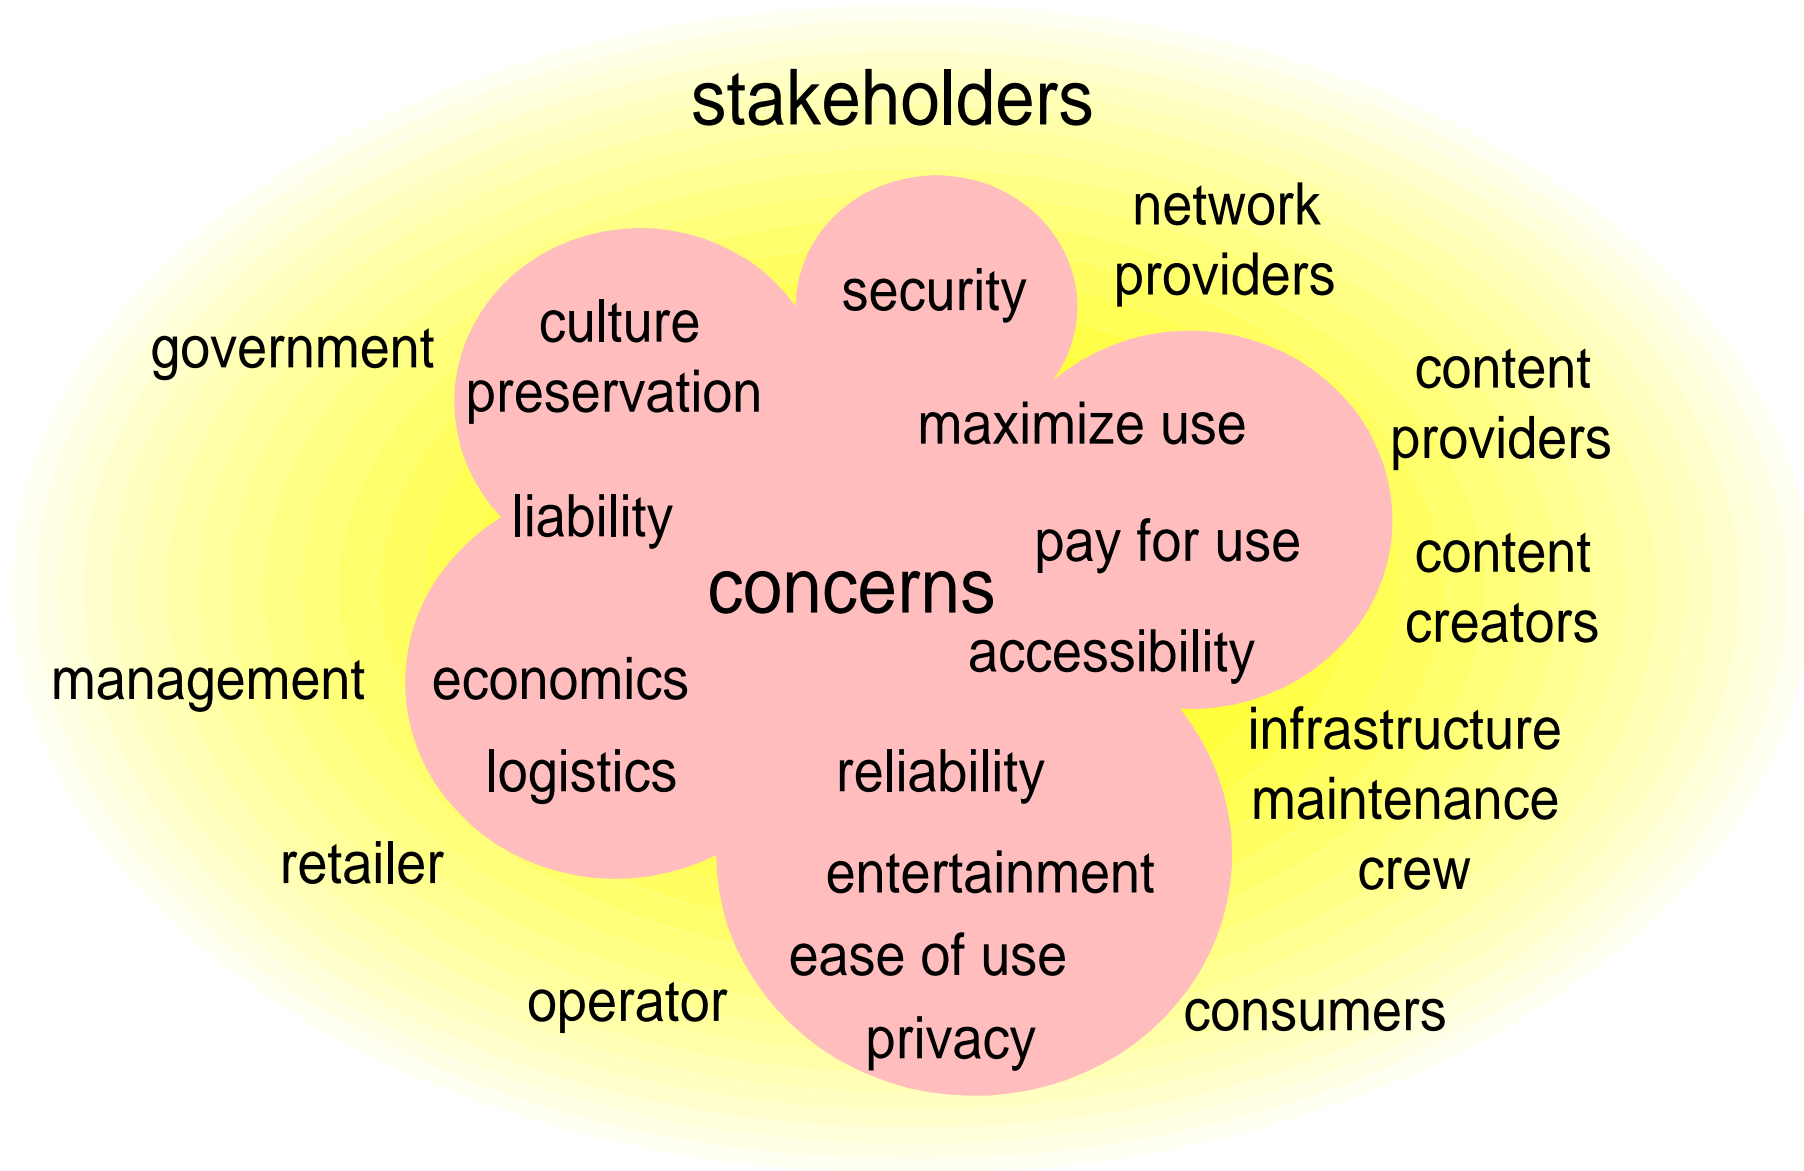 stakeholders
network
providers
security
culture
preservation
government
content
providers
maximize use
liability
pay for use
content
creators
concerns
accessibility
management
economics
infrastructure
maintenance
crew
logistics
reliability
retailer
entertainment
ease of use
operator
consumers
privacy